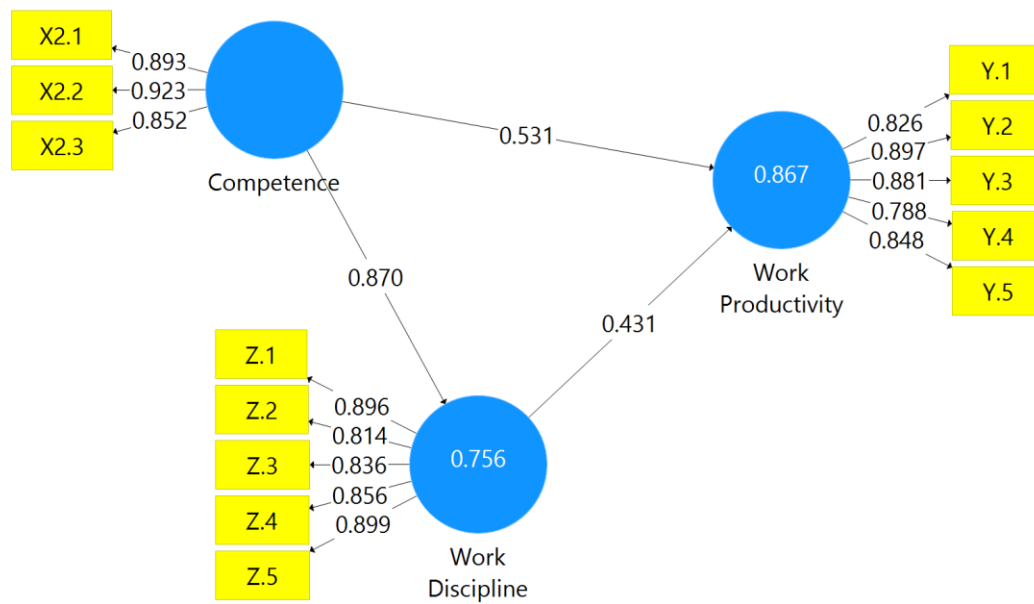 X2.1
X2.2
X2.3
0.893
0.923
0.852
Competence
0.531
0.870
Y.1
Y.2
Y.3
Y.4
Y.5
0.826
0.897
0.881
0.788
0.848
0.867
Work
Productivity
0.431
Z.1
Z.2
Z.3
Z.4
Z.5
0.896
0.814
0.836
0.856
0.899
0.756
Work
Discipline